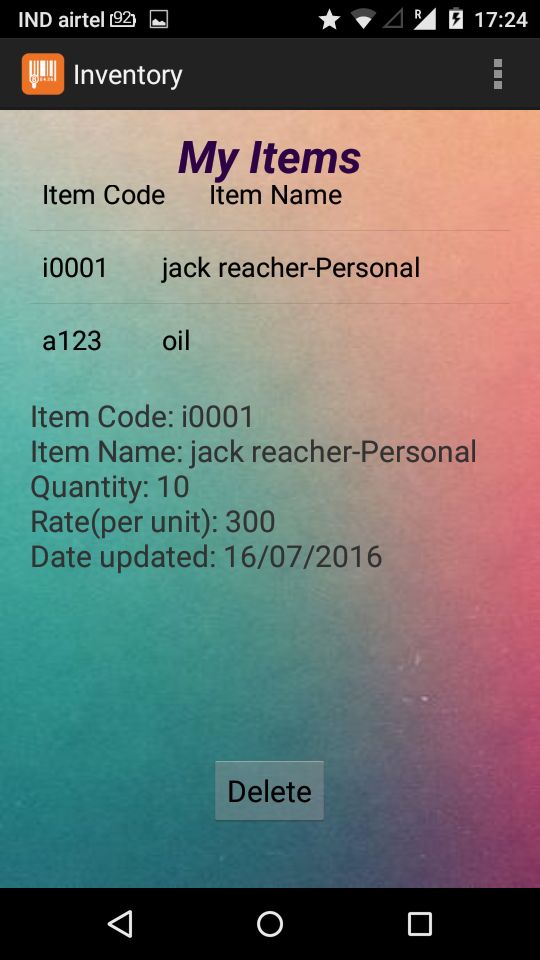 IND airtel 92 17:24
R
Inventory
My Items
Item Code Item Name
i0001 jack reacher-Personal
a123 oil
Item Code: i0001
Item Name: jack reacher-Personal
Quantity: 10
Rate(per unit): 300
Date updated: 16/07/2016
Delete